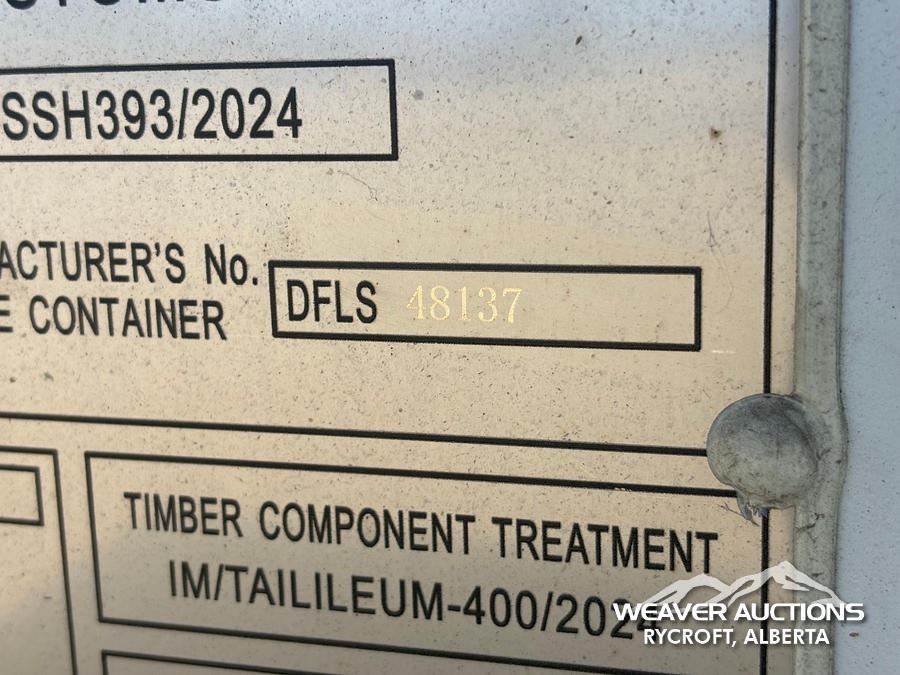 SSH393/2024
ACTURER'S No.
E CONTAINER
DFLS 48137
TIMBER COMPONENT TREATMENT
IM/TAILILEUM-400/2024
WEAVER AUCTIONS
RYCROFT, ALBERTA